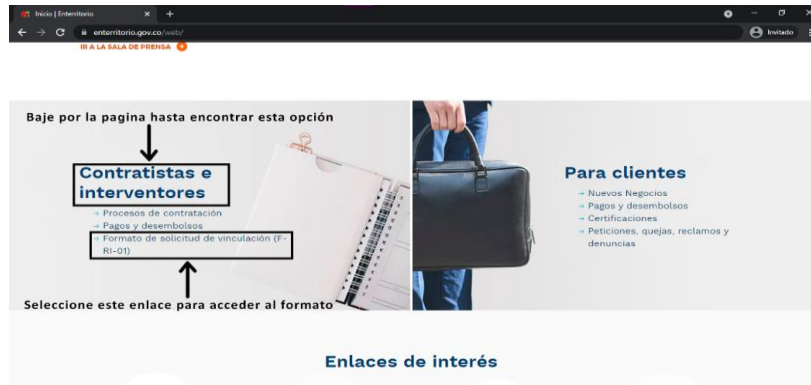 Inicio | Enterritorio
enterritorio.gov.co/web/
Invitado
IR A LA SALA DE PRENSA
Baje por la pagina hasta encontrar esta opción
Contratistas e
interventores
Procesos de contratación
Pagos y desembolsos
Formato de solicitud de vinculación (F-
RI-01)
Seleccione este enlace para acceder al formato
Para clientes
Nuevos Negocios
Pagos y desembolsos
Certificaciones
Peticiones, quejas, reclamos y
denuncias
Enlaces de interés